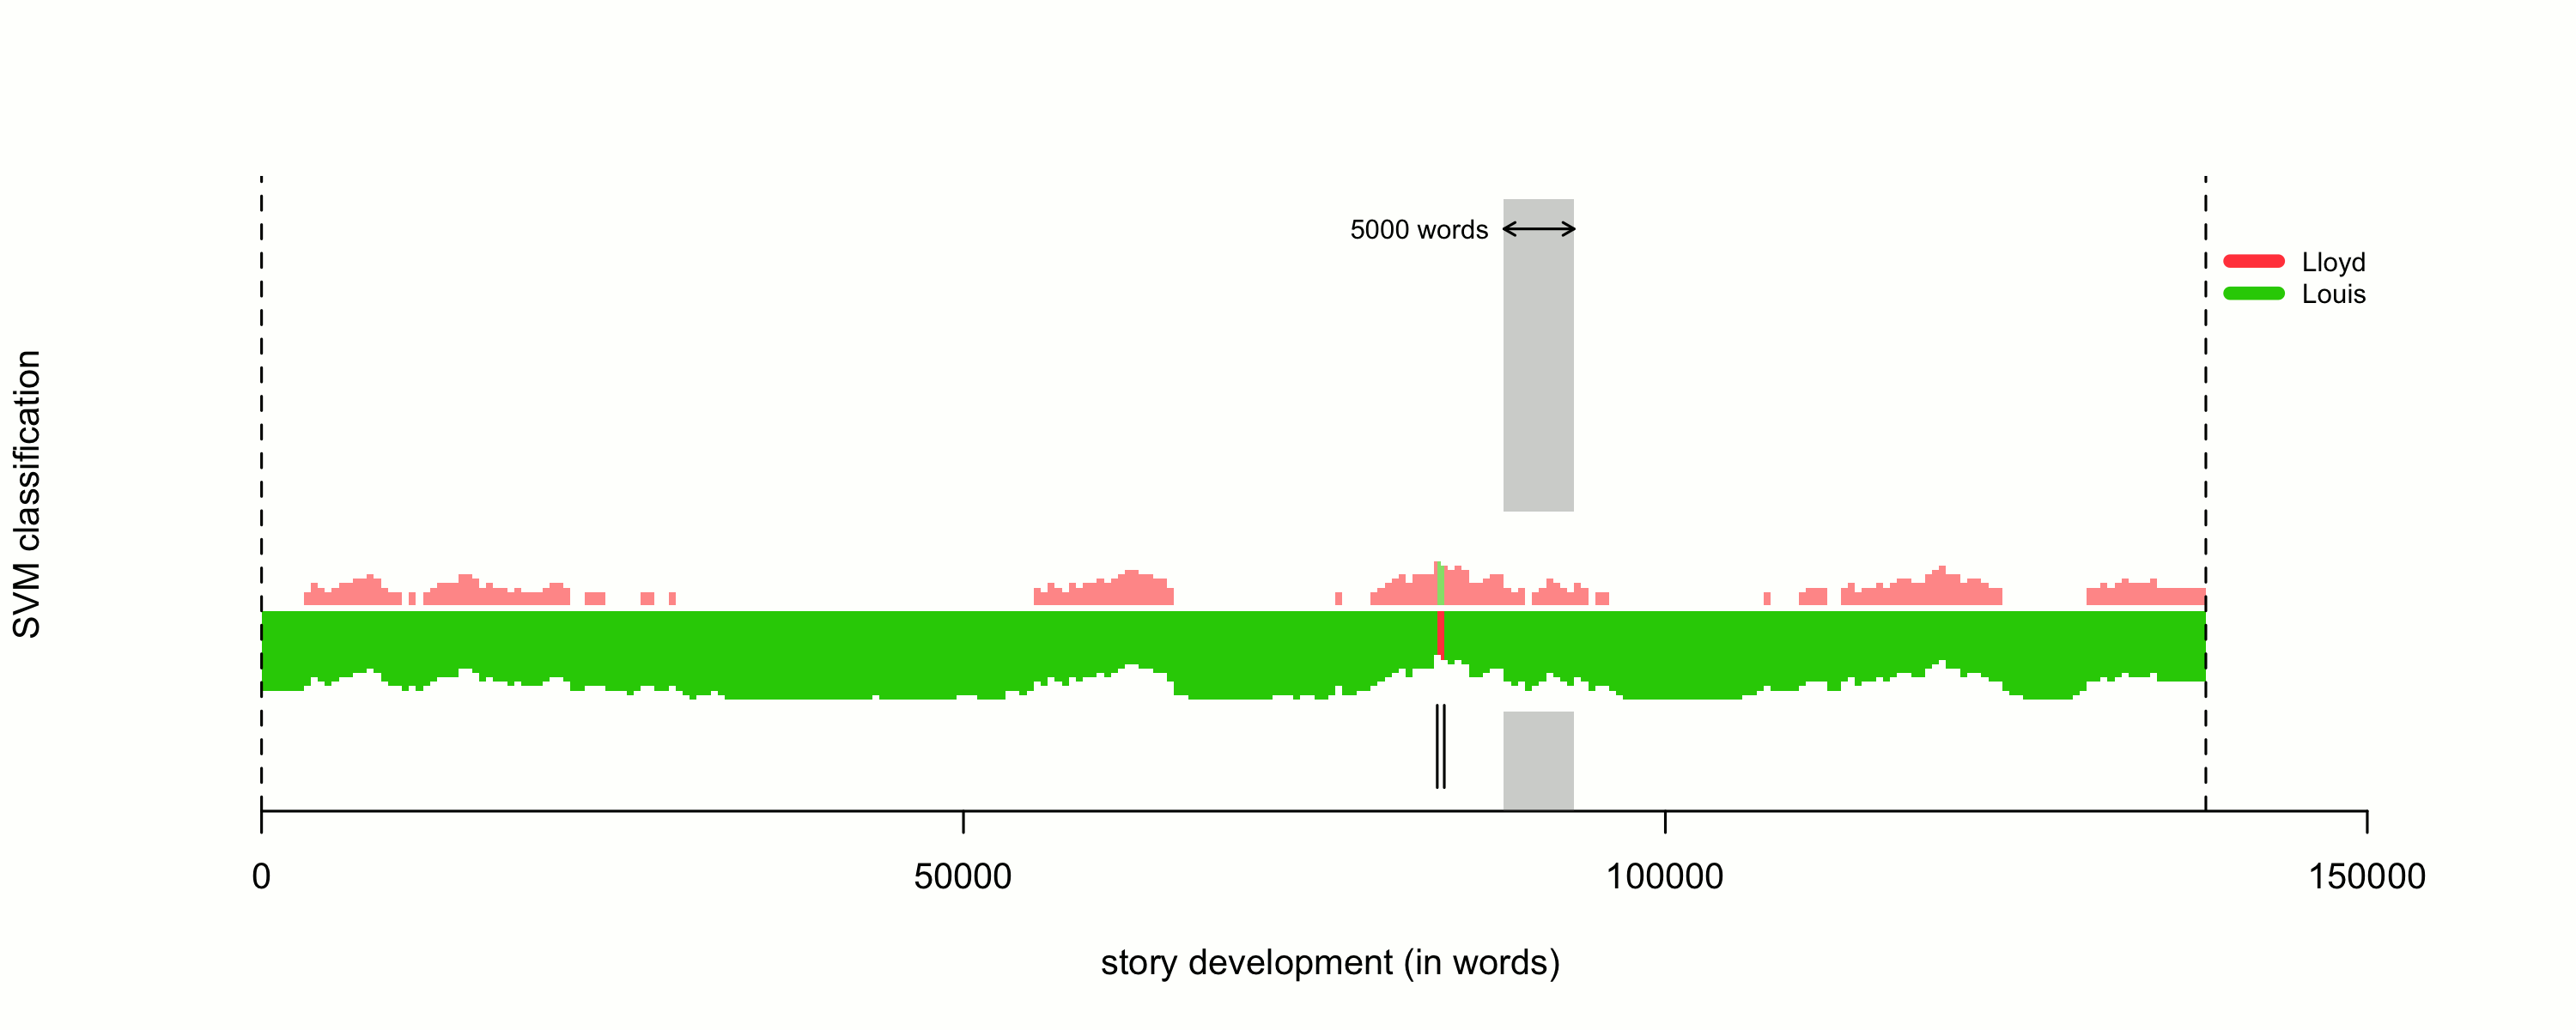 5000 words
Lloyd
Louis
SVM classification
0 50000 100000 150000
story development (in words)